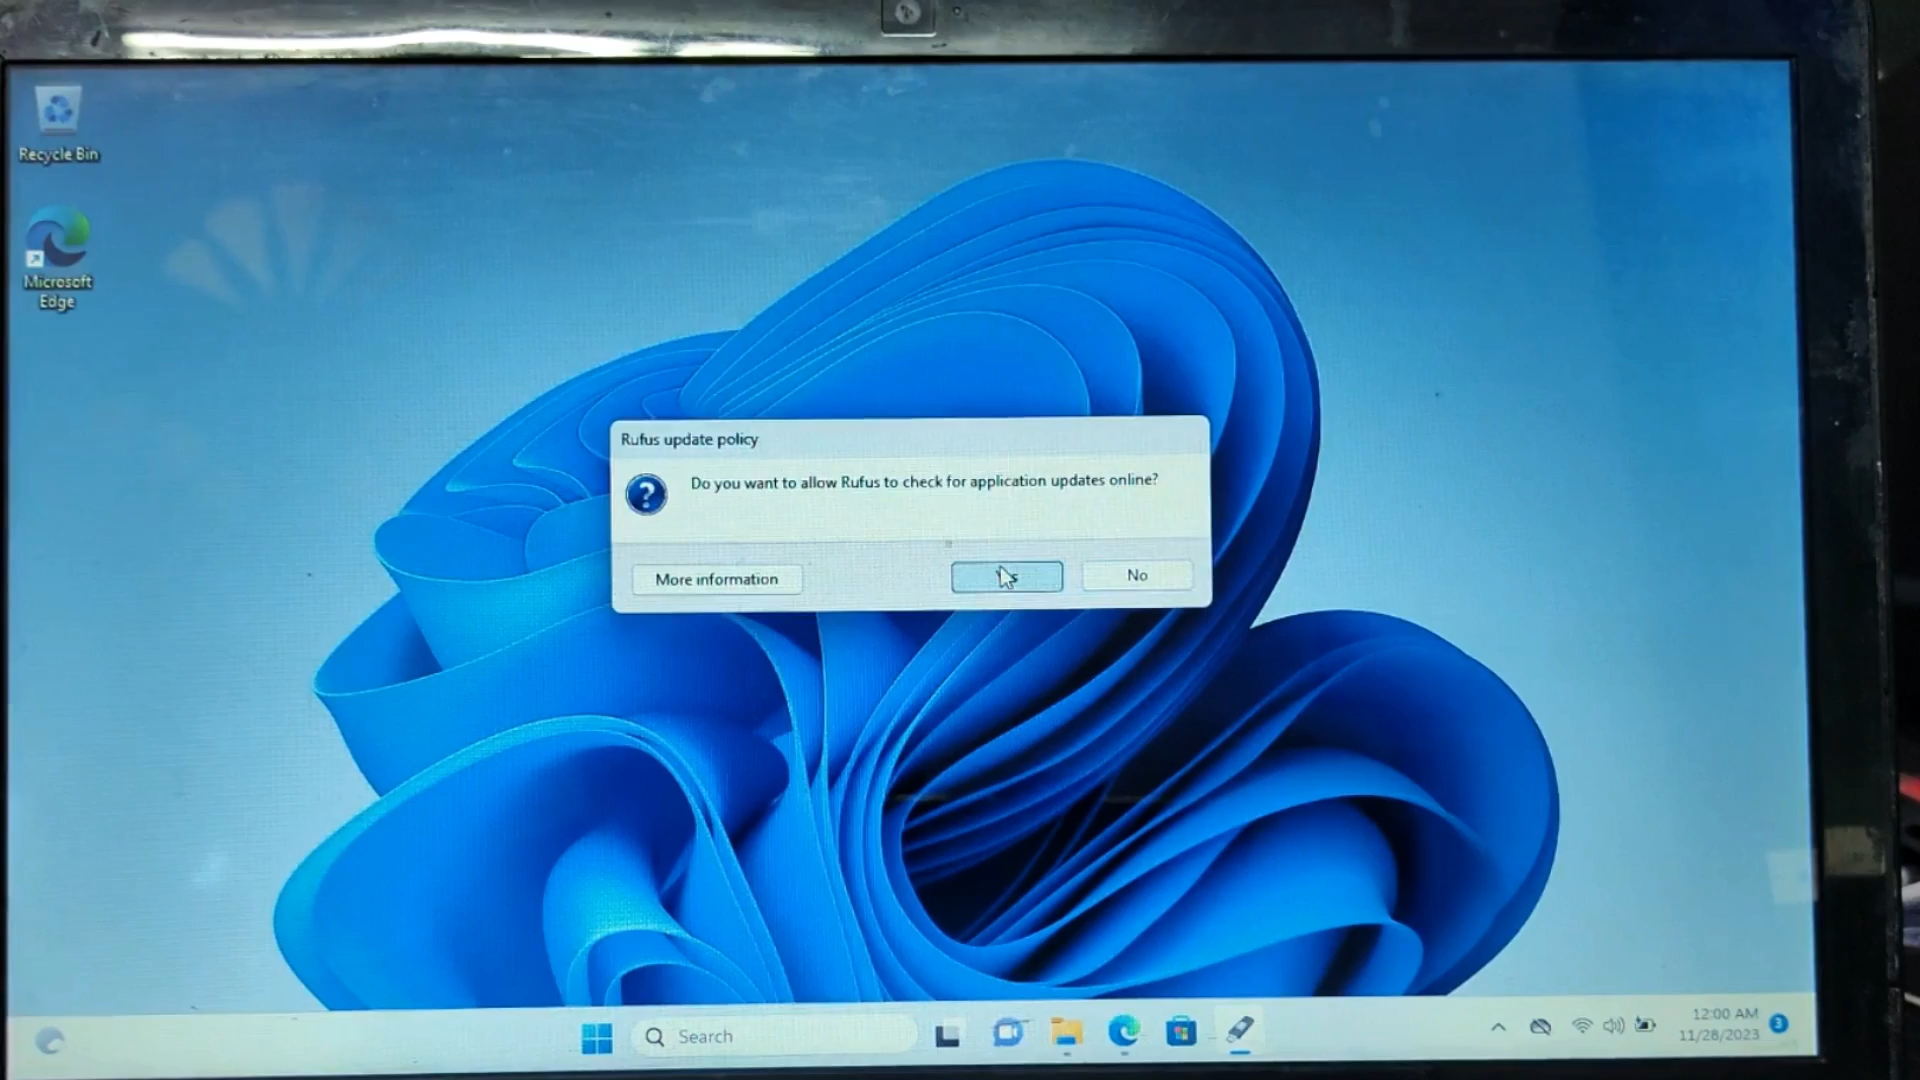 Recycle Bin
Microsoft
Edge
Rufus update policy
Do you want to allow Rufus to check for application updates online?
More information
No
Search
12:00 AM
11/28/2023
3